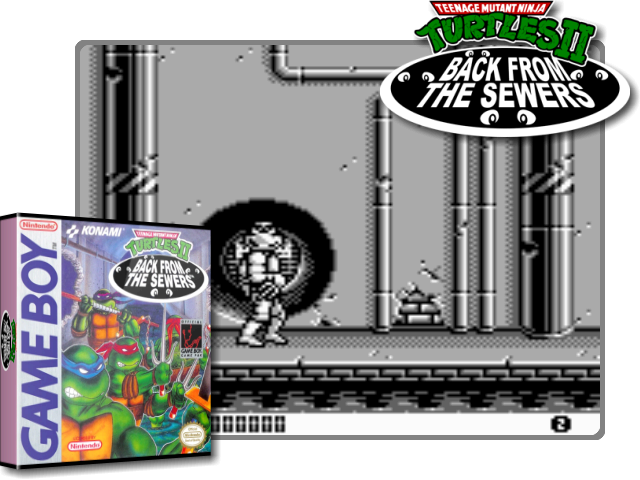 TEENAGE MUTANT NINJA
TURTLES II
BACK FROM
THE SEWERS
Nintendo
GAME BOY
TM
KONAMI
TEENAGE MUTANT NINJA
TURTLES II
BACK FROM
THE SEWERS
Nintendo
2